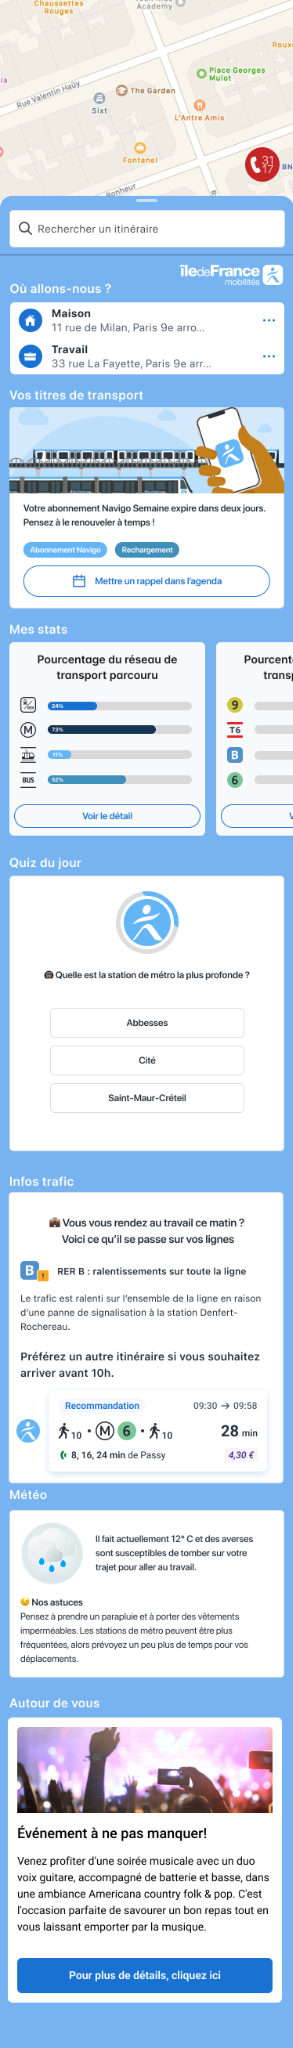 Chaussettes
Rouges
Academy
Roux
Place Georges
Mulot
The Garden
ia
Rue Valentin Haüy
Sixt
L'Antre Amis
Fontanel
31
17
BN
Bonheur
Rechercher un itinéraire
îledeFrance
mobilités
Où allons-nous ?
Maison
11 rue de Milan, Paris 9e arro...
Travail
33 rue La Fayette, Paris 9e arr...
Vos titres de transport
Votre abonnement Navigo Semaine expire dans deux jours.
Pensez à le renouveler à temps !
Abonnement Navigo
Rechargement
Mettre un rappel dans l'agenda
Mes stats
Pourcentage du réseau de
transport parcouru
24%
M
73%
11%
BUS
52%
Voir le détail
Pourcent
transp
9
T6
B
6
V
Quiz du jour
Quelle est la station de métro la plus profonde ?
Abbesses
Cité
Saint-Maur-Créteil
Infos trafic
Vous vous rendez au travail ce matin ?
Voici ce qu'il se passe sur vos lignes
B
RER B : ralentissements sur toute la ligne
Le trafic est ralenti sur l'ensemble de la ligne en raison
d'une panne de signalisation à la station Denfert-
Rochereau.
Préférez un autre itinéraire si vous souhaitez
arriver avant 10h.
Recommandation
09:30 → 09:58
10 • M 6 • 10
28 min
8, 16, 24 min de Passy
4,30 €
Météo
Il fait actuellement 12° C et des averses
sont susceptibles de tomber sur votre
trajet pour aller au travail.
Nos astuces
Pensez à prendre un parapluie et à porter des vêtements
imperméables. Les stations de métro peuvent être plus
fréquentées, alors prévoyez un peu plus de temps pour vos
déplacements.
Autour de vous
Événement à ne pas manquer!
Venez profiter d'une soirée musicale avec un duo
voix guitare, accompagné de batterie et basse, dans
une ambiance Americana country folk & pop. C'est
l'occasion parfaite de savourer un bon repas tout en
vous laissant emporter par la musique.
Pour plus de détails, cliquez ici